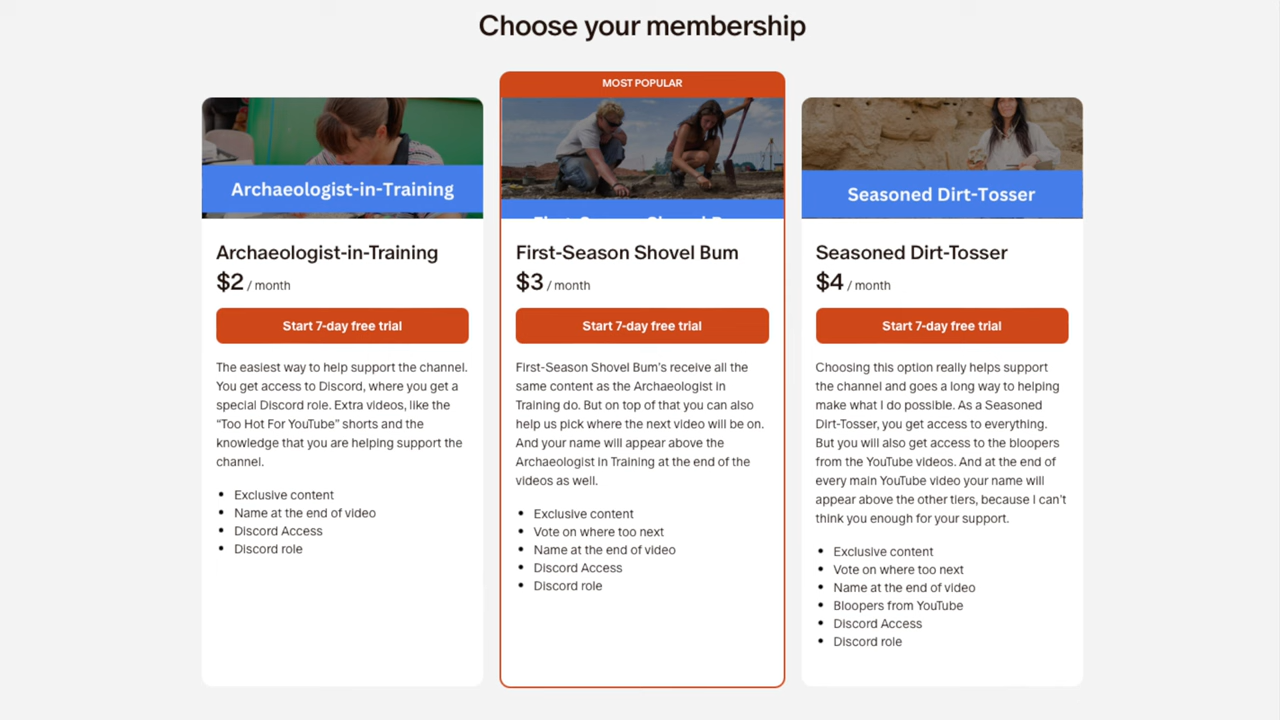 Choose your membership
MOST POPULAR
Archaeologist-in-Training
Archaeologist-in-Training
$2 / month
Start 7-day free trial
The easiest way to help support the channel.
You get access to Discord, where you get a
special Discord role. Extra videos, like the
“Too Hot For YouTube” shorts and the
knowledge that you are helping support the
channel.
• Exclusive content
• Name at the end of video
• Discord Access
• Discord role
First-Season Shovel Bum
$3 / month
Start 7-day free trial
First-Season Shovel Bum’s receive all the
same content as the Archaeologist in
Training do. But on top of that you can also
help us pick where the next video will be on.
And your name will appear above the
Archaeologist in Training at the end of the
videos as well.
• Exclusive content
• Vote on where too next
• Name at the end of video
• Discord Access
• Discord role
Seasoned Dirt-Tosser
Seasoned Dirt-Tosser
$4 / month
Start 7-day free trial
Choosing this option really helps support
the channel and goes a long way to helping
make what I do possible. As a Seasoned
Dirt-Tosser, you get access to everything.
But you will also get access to the bloopers
from the YouTube videos. And at the end of
every main YouTube video your name will
appear above the other tiers, because I can’t
think you enough for your support.
• Exclusive content
• Vote on where too next
• Name at the end of video
• Bloopers from YouTube
• Discord Access
• Discord role